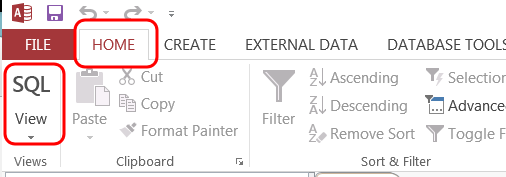 FILE HOME CREATE EXTERNAL DATA DATABASE TOOLS
SQL
View
Paste
Cut
Copy
Format Painter
Filter
Ascending
Descending
Remove Sort
Selection
Advanced
Toggle F
Views Clipboard Sort & Filter